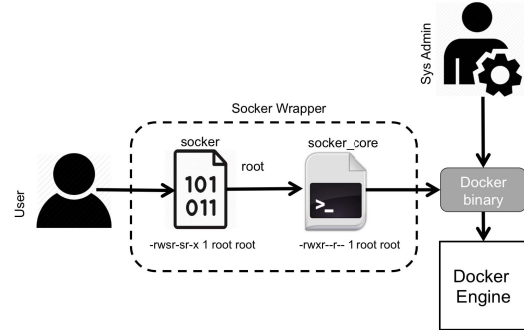 Sys Admin
Socker Wrapper
socker
socker_core
root
101
011
>_
User
Docker
binary
-rwsr-sr-x 1 root root
-rwxr--r-- 1 root root
Docker
Engine